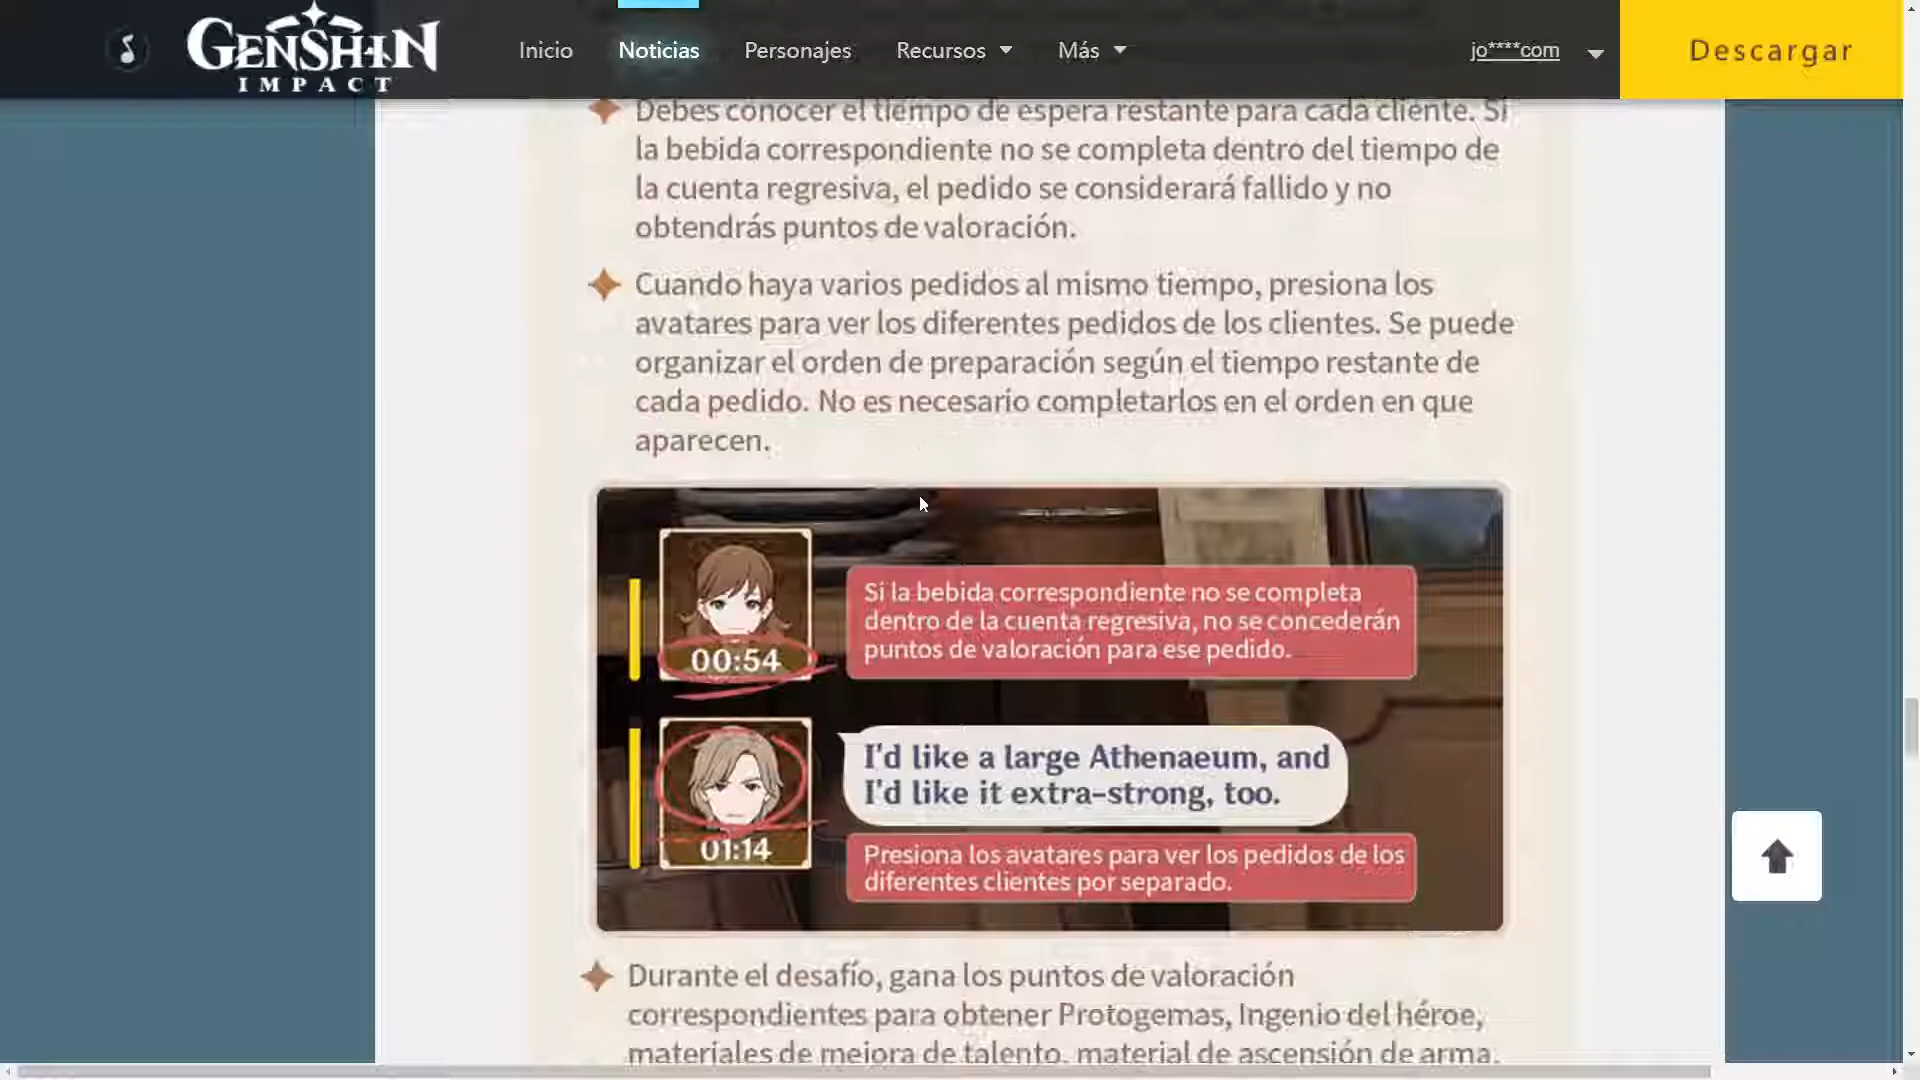 GENSHIN
IMPACT
Inicio
Noticias
Personajes
Recursos
Más
jo****com
Descargar
Debes conocer el tiempo de espera restante para cada cliente. Si
la bebida correspondiente no se completa dentro del tiempo de
la cuenta regresiva, el pedido se considerará fallido y no
obtendrás puntos de valoración.
Cuando haya varios pedidos al mismo tiempo, presiona los
avatares para ver los diferentes pedidos de los clientes. Se puede
organizar el orden de preparación según el tiempo restante de
cada pedido. No es necesario completarlos en el orden en que
aparecen.
Si la bebida correspondiente no se completa
dentro de la cuenta regresiva, no se concederán
puntos de valoración para ese pedido.
00:54
I'd like a large Athenaeum, and
I'd like it extra-strong, too.
01:14
Presiona los avatares para ver los pedidos de los
diferentes clientes por separado.
Durante el desafío, gana los puntos de valoración
correspondientes para obtener Protogemas, Ingenio del héroe,
materiales de mejora de talento, material de ascensión de arma,